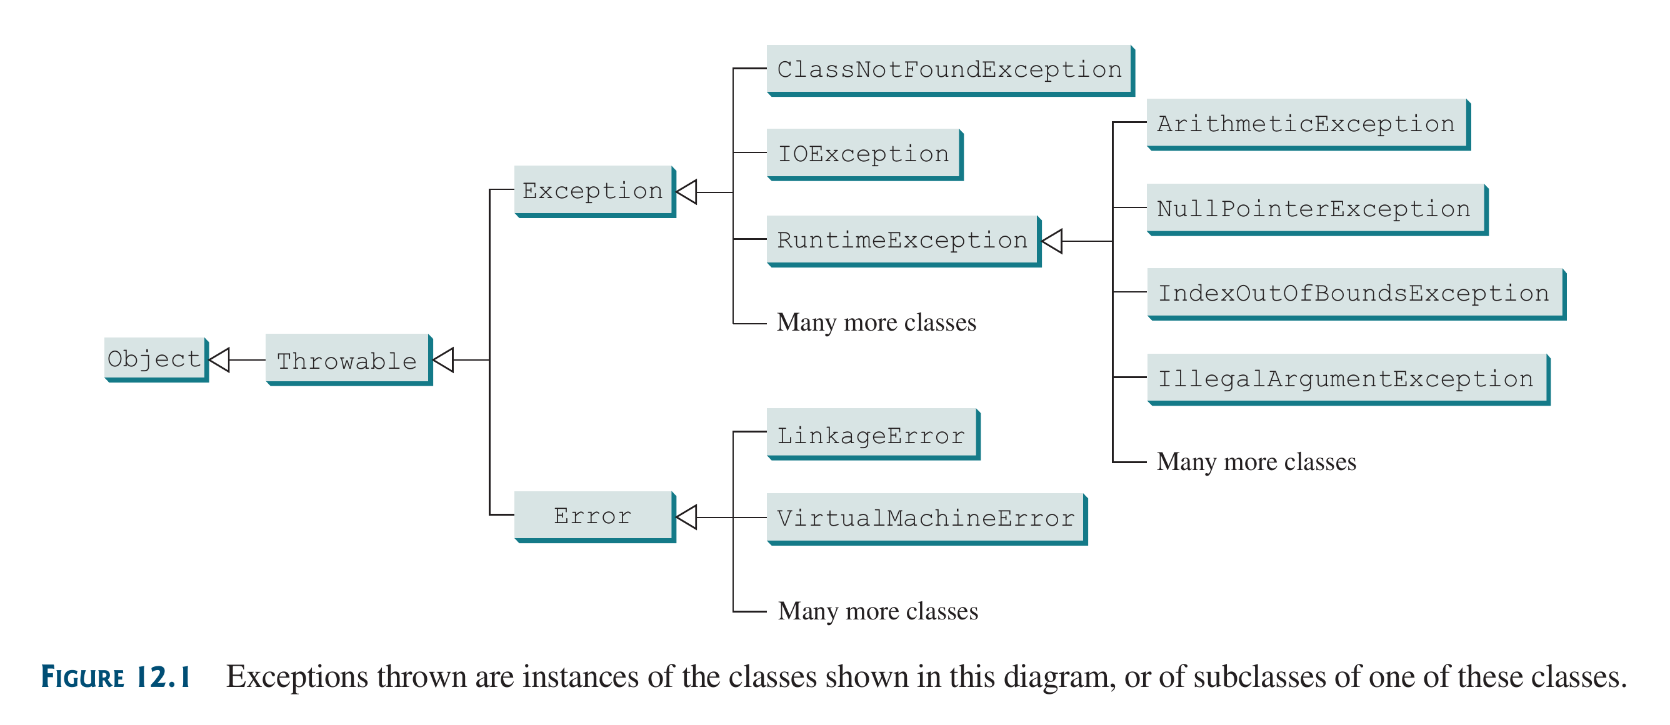 ClassNotFoundException
ArithmeticException
IOException
Exception
NullPointerException
RuntimeException
IndexOutOfBoundsException
Many more classes
Object
Throwable
IllegalArgumentException
LinkageError
Many more classes
Error
VirtualMachineError
Many more classes
FIGURE 12.1 Exceptions thrown are instances of the classes shown in this diagram, or of subclasses of one of these classes.